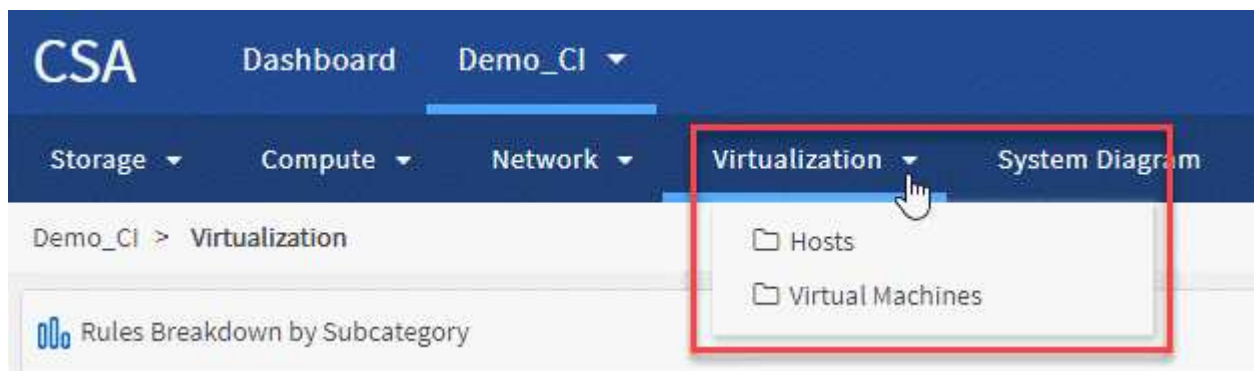 CSA Dashboard Demo_CI
Storage Compute Network Virtualization System Diagram
Demo_CI > Virtualization
Hosts
Virtual Machines
Rules Breakdown by Subcategory